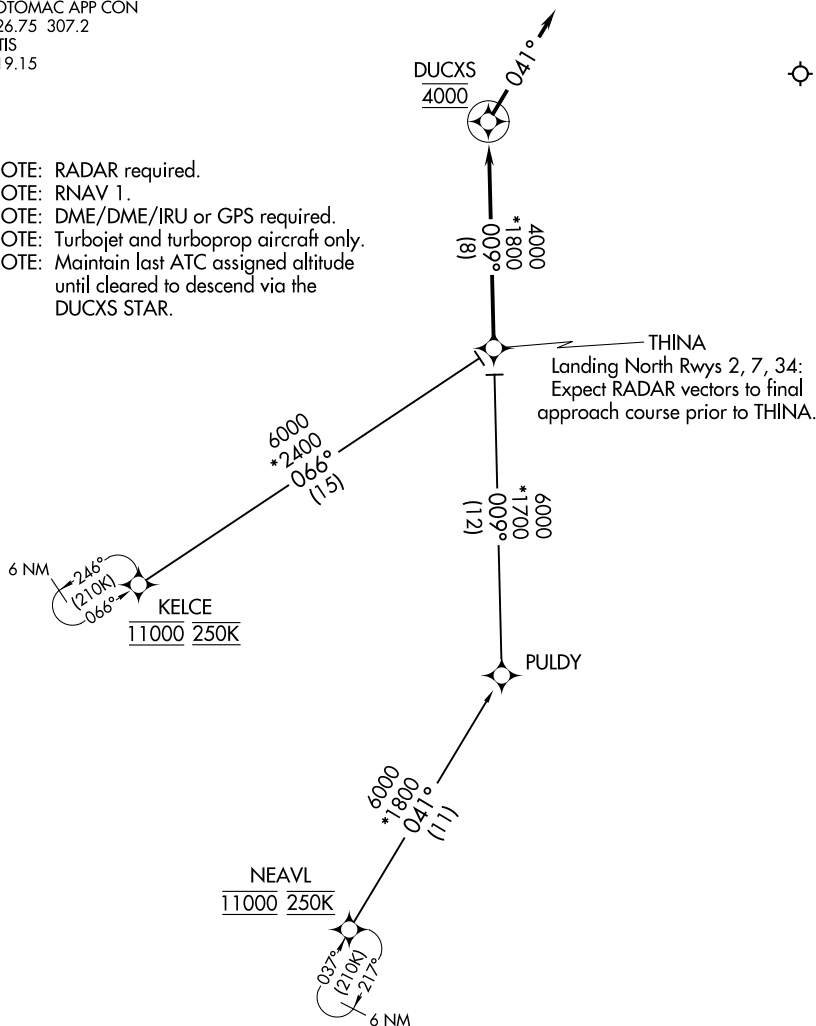 OTOMAC APP CON
26.75 307.2
TIS
19.15
DUCXS
4000
041°
OTE: RADAR required.
OTE: RNAV 1.
OTE: DME/DME/IRU or GPS required.
OTE: Turbojet and turboprop aircraft only.
OTE: Maintain last ATC assigned altitude
until cleared to descend via the
DUCXS STAR.
4000
*1800
009°
(8)
THINA
Landing North Rwys 2, 7, 34:
Expect RADAR vectors to final
approach course prior to THINA.
6000
*2400
066°
(15)
6000
*1700
009°
(12)
6 NM
246°
(210K)
066°
KELCE
11000 250K
PULDY
6000
*1800
041°
(11)
NEAVL
11000 250K
037°
(210K)
217°
6 NM